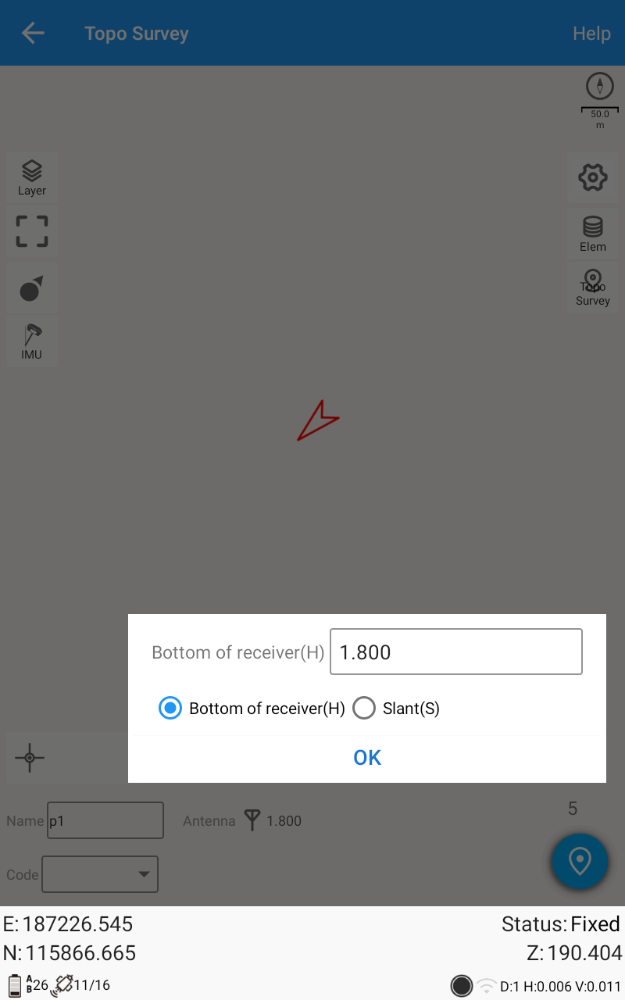 Topo Survey Help
50.0
m
Layer
Elem
Topo
Survey
IMU
Bottom of receiver(H) 1.800
Bottom of receiver(H) Slant(S)
OK
Name p1 Antenna 1.800 5
Code
E: 187226.545 Status: Fixed
N: 115866.665 Z: 190.404
A
B 26 11/16 D:1 H:0.006 V:0.011